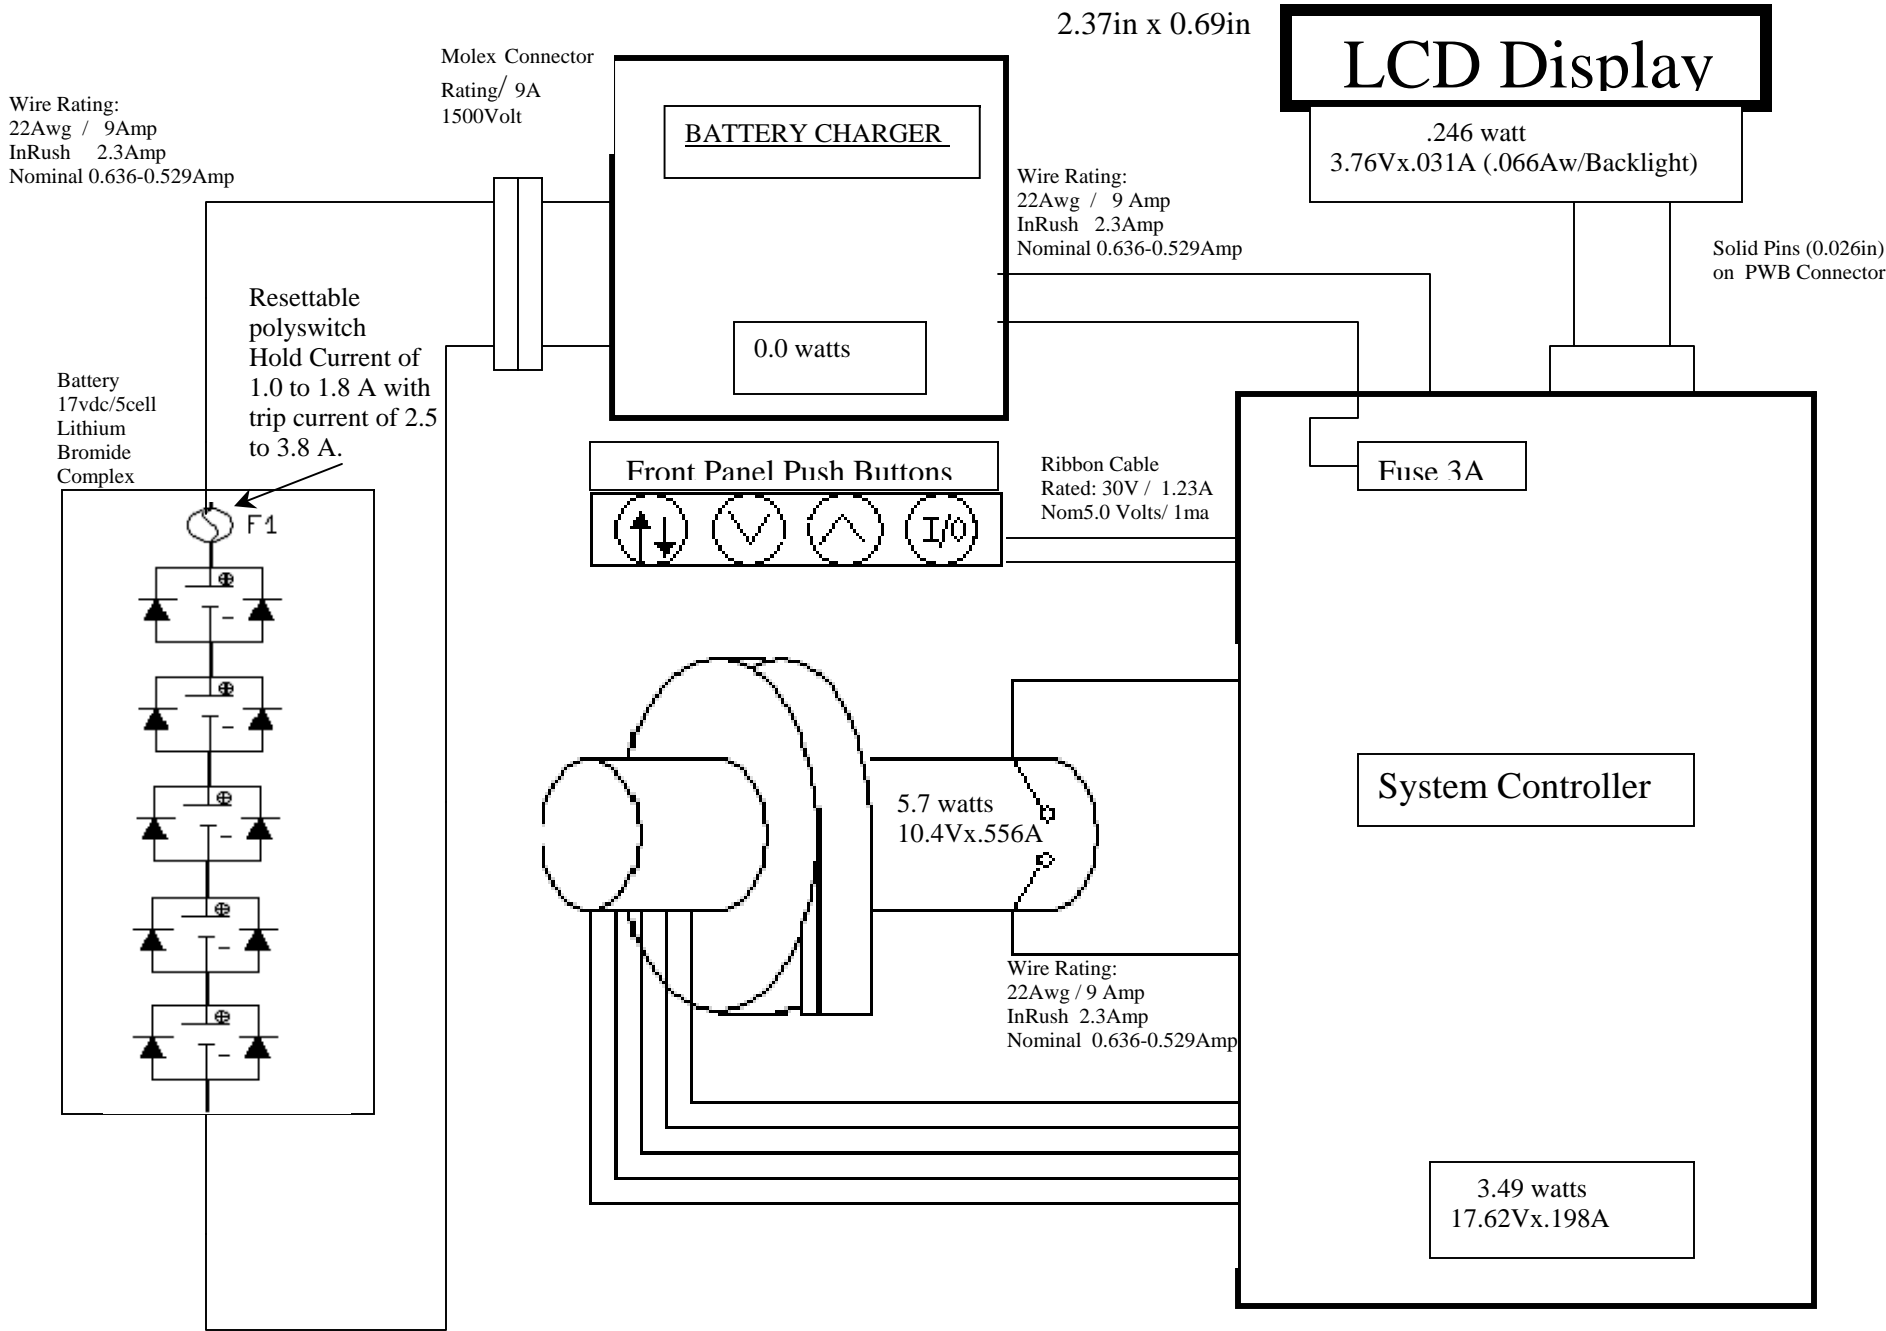 2.37in x 0.69in
LCD Display
.246 watt
3.76Vx.031A (.066Aw/Backlight)
Molex Connector
Rating/ 9A
1500Volt
Wire Rating:
22Awg / 9Amp
InRush 2.3Amp
Nominal 0.636-0.529Amp
BATTERY CHARGER
0.0 watts
Wire Rating:
22Awg / 9 Amp
InRush 2.3Amp
Nominal 0.636-0.529Amp
Solid Pins (0.026in)
on PWB Connector
Resettable
polyswitch
Hold Current of
1.0 to 1.8 A with
trip current of 2.5
to 3.8 A.
Battery
17vdc/5cell
Lithium
Bromide
Complex
F1
Front Panel Push Buttons
I/O
Ribbon Cable
Rated: 30V / 1.23A
Nom5.0 Volts/ 1ma
Fuse 3A
System Controller
5.7 watts
10.4Vx.556A
Wire Rating:
22Awg / 9 Amp
InRush 2.3Amp
Nominal 0.636-0.529Amp
3.49 watts
17.62Vx.198A